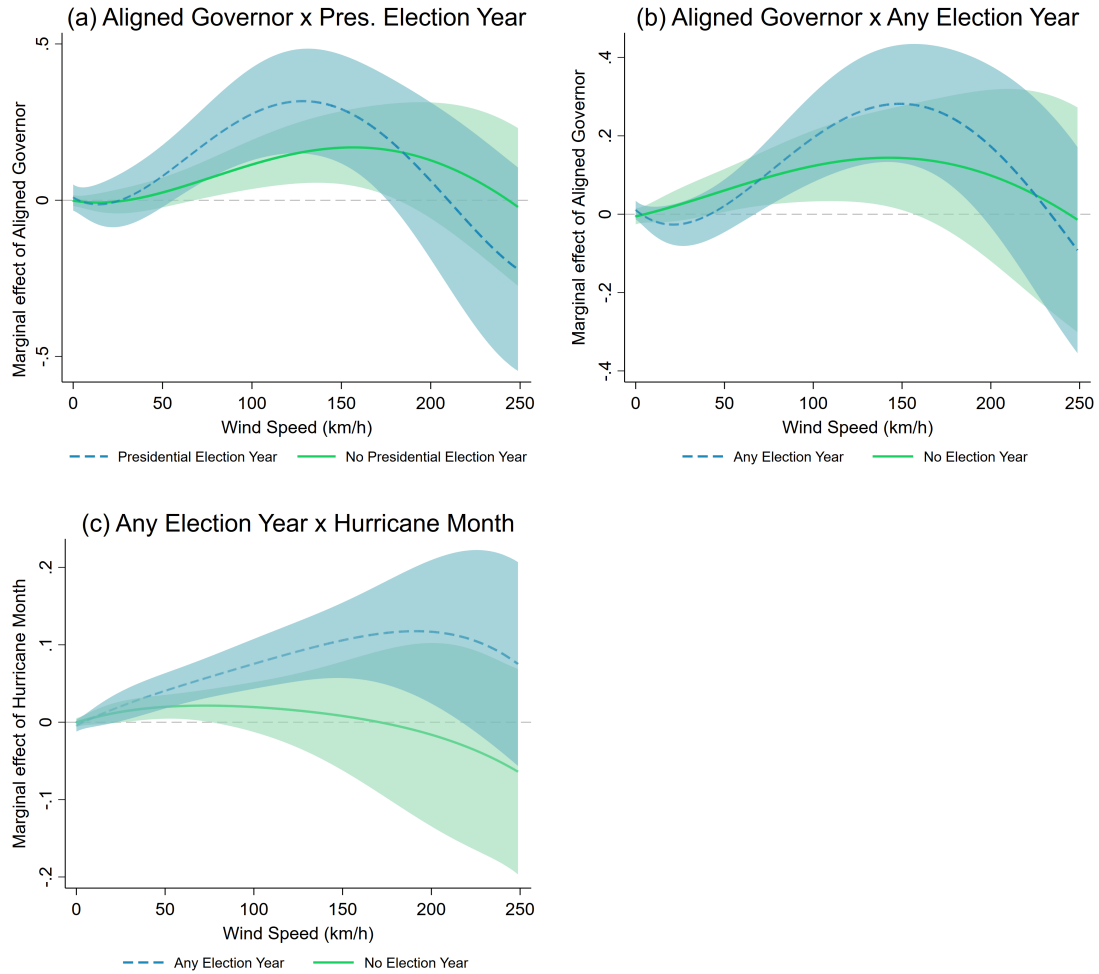 (a) Aligned Governor x Pres. Election Year
Marginal effect of Aligned Governor
.5
0
-.5
0 50 100 150 200 250
Wind Speed (km/h)
Presidential Election Year No Presidential Election Year
(b) Aligned Governor x Any Election Year
Marginal effect of Aligned Governor
.4
.2
0
-.2
-.4
0 50 100 150 200 250
Wind Speed (km/h)
Any Election Year No Election Year
(c) Any Election Year x Hurricane Month
Marginal effect of Hurricane Month
.2
.1
0
-.1
-.2
0 50 100 150 200 250
Wind Speed (km/h)
Any Election Year No Election Year